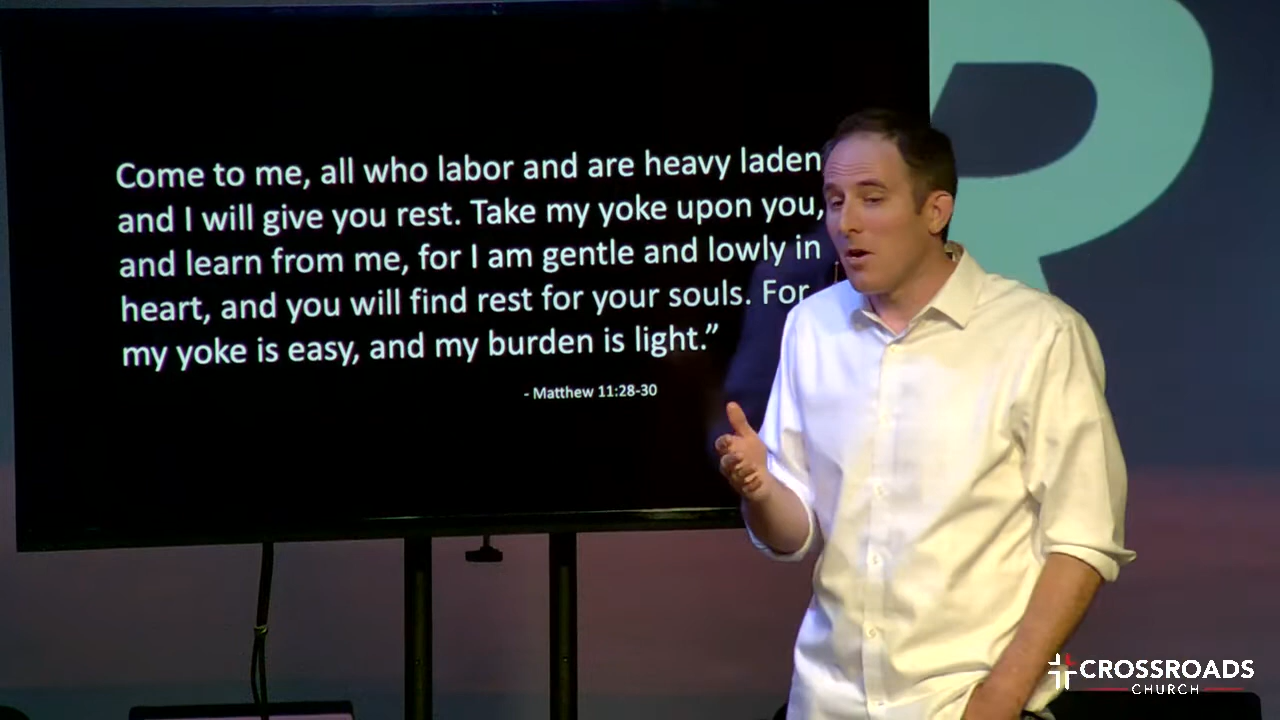 Come to me, all who labor and are heavy laden
and I will give you rest. Take my yoke upon you,
and learn from me, for I am gentle and lowly in
heart, and you will find rest for your souls. For
my yoke is easy, and my burden is light.”
- Matthew 11:28-30
R
CROSSROADS
CHURCH